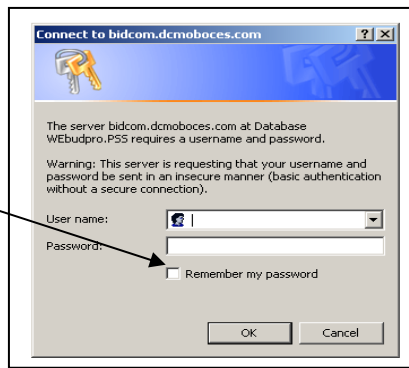 Connect to bidcom.dcmoboces.com
The server bidcom.dcmoboces.com at Database
WEbudpro.PSS requires a username and password.
Warning: This server is requesting that your username and
password be sent in an insecure manner (basic authentication
without a secure connection).
User name:
Password:
Remember my password
OK Cancel